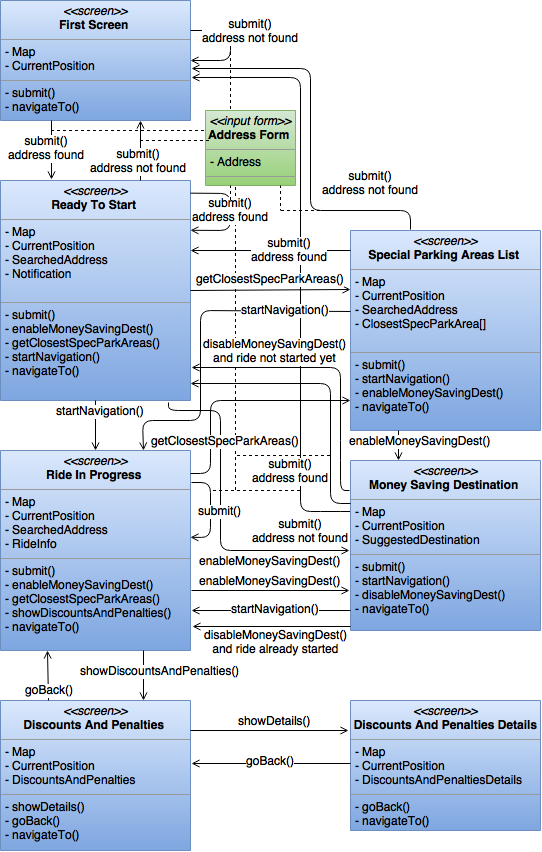 <<screen>>
First Screen
- Map
- CurrentPosition
- submit()
- navigateTo()
submit()
address not found
submit()
address found
submit()
address not found
<<input form>>
Address Form
- Address
submit()
address not found
<<screen>>
Ready To Start
- Map
- CurrentPosition
- SearchedAddress
- Notification
- submit()
- enableMoneySavingDest()
- getClosestSpecParkAreas()
- startNavigation()
- navigateTo()
submit()
address found
submit()
address found
<<screen>>
Special Parking Areas List
- Map
- CurrentPosition
- SearchedAddress
- ClosestSpecParkArea[]
- submit()
- startNavigation()
- enableMoneySavingDest()
- navigateTo()
getClosestSpecParkAreas()
startNavigation()
disableMoneySavingDest()
and ride not started yet
startNavigation()
getClosestSpecParkAreas()
enableMoneySavingDest()
<<screen>>
Ride In Progress
- Map
- CurrentPosition
- SearchedAddress
- RideInfo
- submit()
- enableMoneySavingDest()
- getClosestSpecParkAreas()
- showDiscountsAndPenalties()
- navigateTo()
submit()
address found
submit()
submit()
address not found
<<screen>>
Money Saving Destination
- Map
- CurrentPosition
- SuggestedDestination
- submit()
- startNavigation()
- disableMoneySavingDest()
- navigateTo()
enableMoneySavingDest()
enableMoneySavingDest()
startNavigation()
disableMoneySavingDest()
and ride already started
showDiscountsAndPenalties()
goBack()
<<screen>>
Discounts And Penalties
- Map
- CurrentPosition
- DiscountsAndPenalties
- showDetails()
- goBack()
- navigateTo()
showDetails()
goBack()
<<screen>>
Discounts And Penalties Details
- Map
- CurrentPosition
- DiscountsAndPenaltiesDetails
- goBack()
- navigateTo()